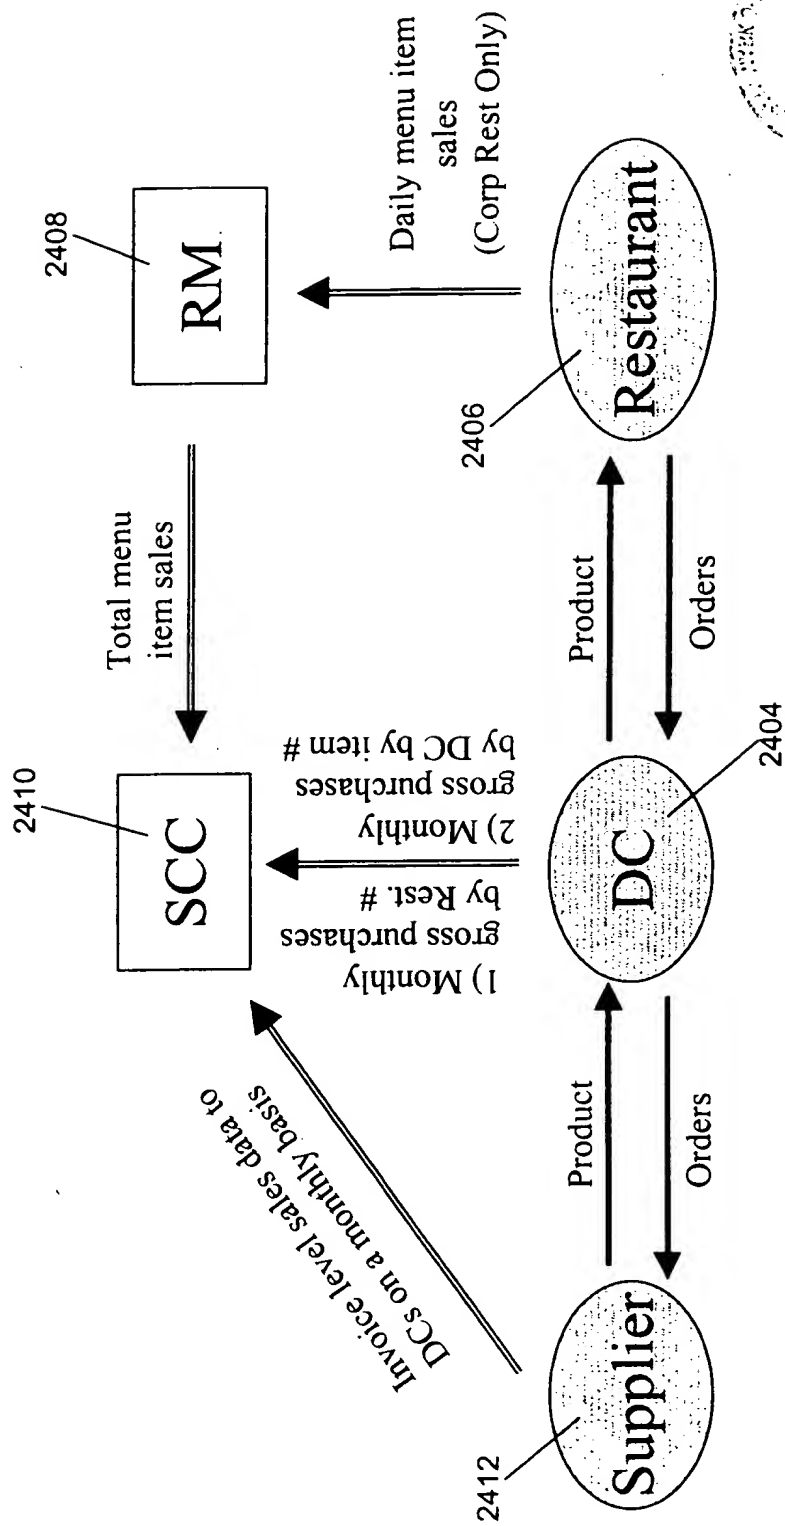 2410
SCC
Total menu
item sales
2408
RM
Invoice level sales data to
DCs on a monthly basis
1) Monthly
gross purchases
by Rest. #
2) Monthly
gross purchases
by DC by item #
Daily menu item
sales
(Corp Rest Only)
2412
Supplier
Product
Orders
DC
2404
Product
Orders
2406
Restaurant